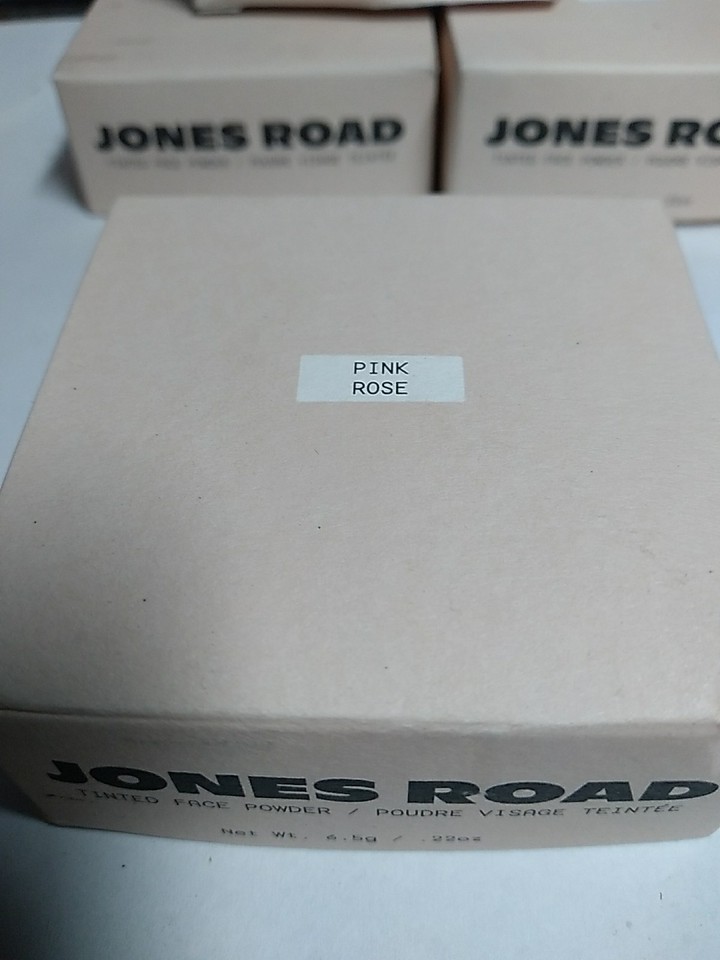 JONES ROAD
JONES RO
PINK
ROSE
JONES ROAD
TINTED FACE POWDER / POUDRE VISAGE TEINTÉE
Net Wt. 6.5g / .22oz